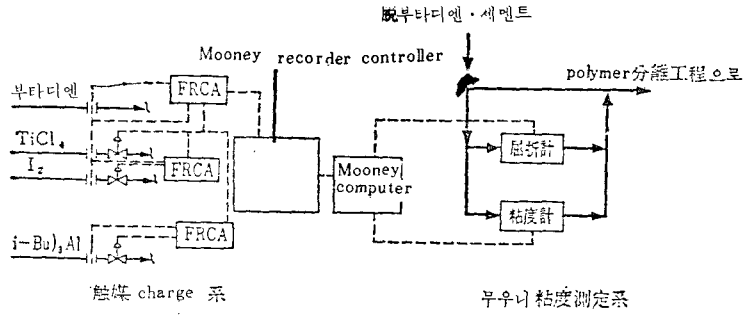 脫부타디엔·세멘트
Mooney recorder controller
polymer分離工程으로
부타디엔
FRCA
TiCl₄
I₂
FRCA
Mooney
computer
屈折計
粘度計
i-Bu)₃Al
FRCA
触媒 charge 系
무우니 粘度測定系